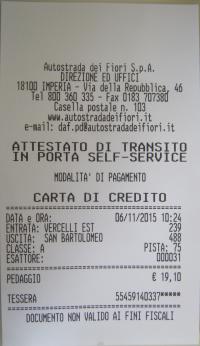 Autostrada dei Fiori S.p.A.
DIREZIONE ED UFFICI
18100 IMPERIA - Via della Repubblica, 46
Tel 800 360 335 - Fax 0183 707380
Casella postale n. 103
www.autostradadeifiori.it
e-mail: daf.pd@autostradadeifiori.it
ATTESTATO DI TRANSITO
IN PORTA SELF-SERVICE
MODALITA' DI PAGAMENTO
CARTA DI CREDITO
DATA e ORA: 06/11/2015 10:24
ENTRATA: VERCELLI EST 239
USCITA: SAN BARTOLOMEO 488
CLASSE: A PISTA: 75
ESATTORE: 000031
PEDAGGIO € 19,10
TESSERA 55459140337*****
DOCUMENTO NON VALIDO AI FINI FISCALI